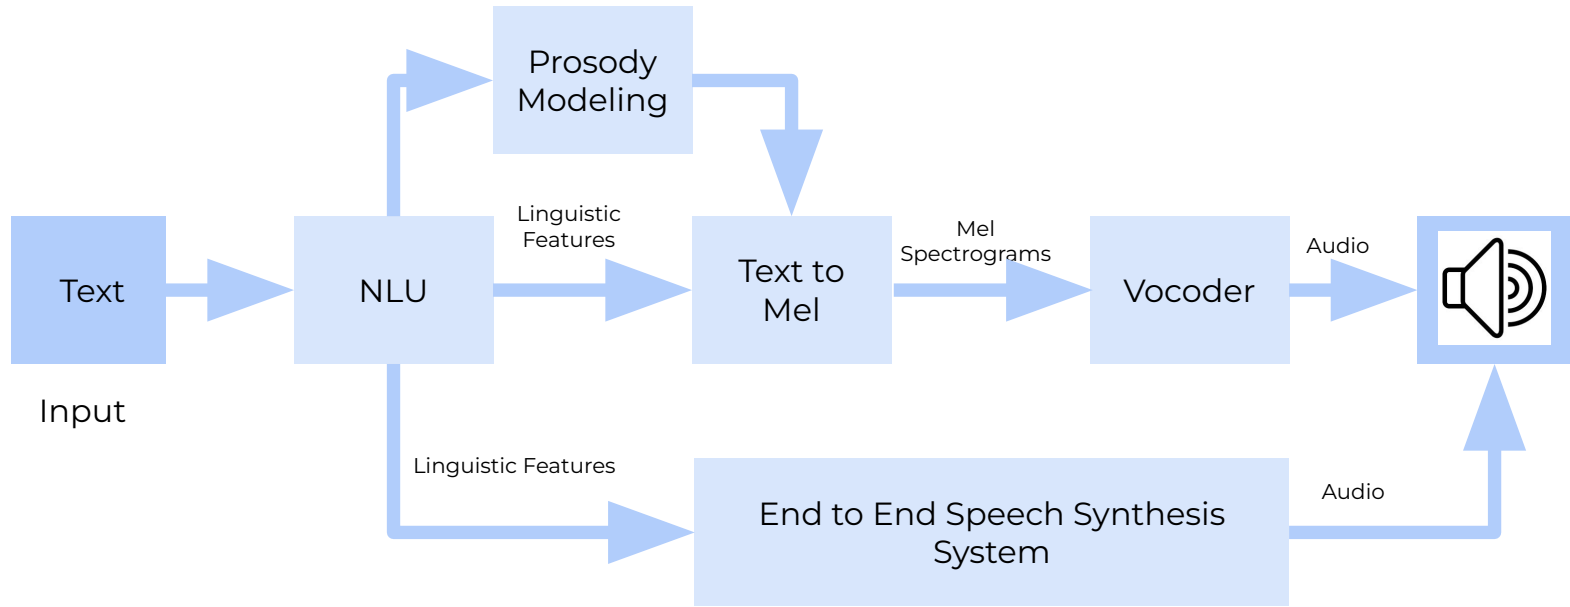 Prosody
Modeling
Linguistic
Features
Mel
Spectrograms
Audio
Text
NLU
Text to
Mel
Vocoder
Input
Linguistic Features
Audio
End to End Speech Synthesis
System